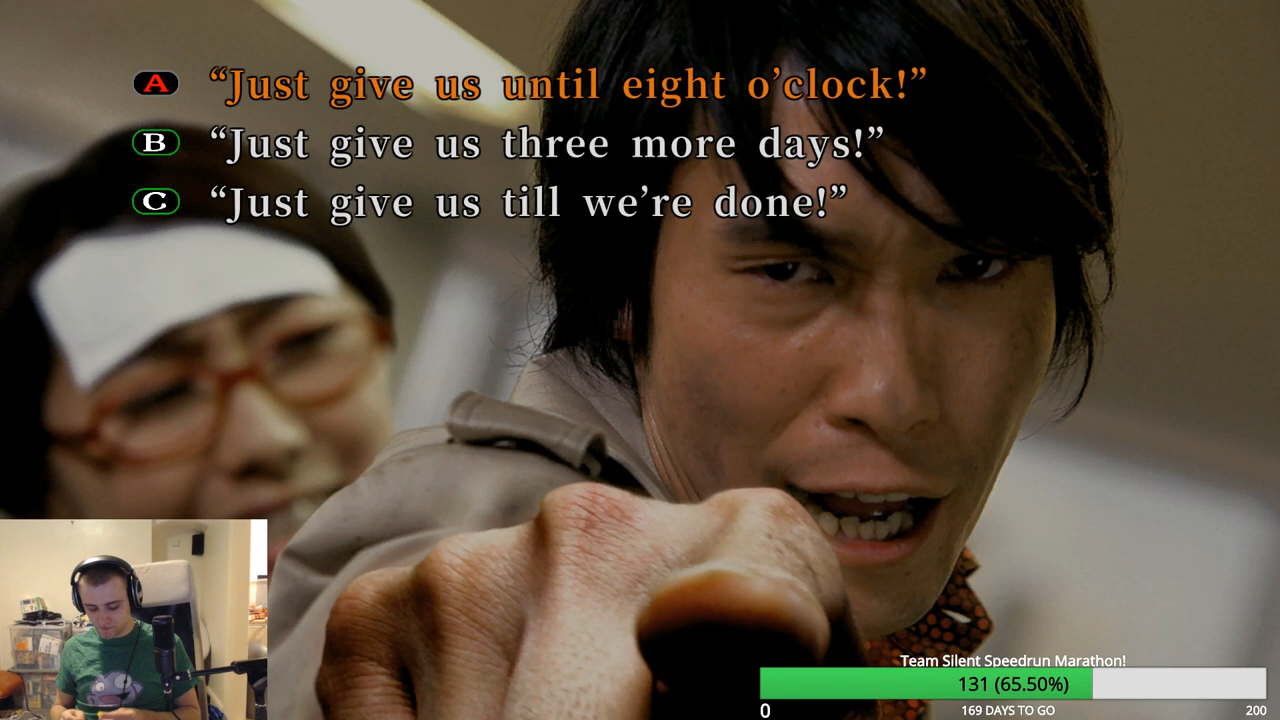 A “Just give us until eight o’clock!”
B “Just give us three more days!”
C “Just give us till we’re done!”
Team Silent Speedrun Marathon!
131 (65.50%)
0 169 DAYS TO GO 200